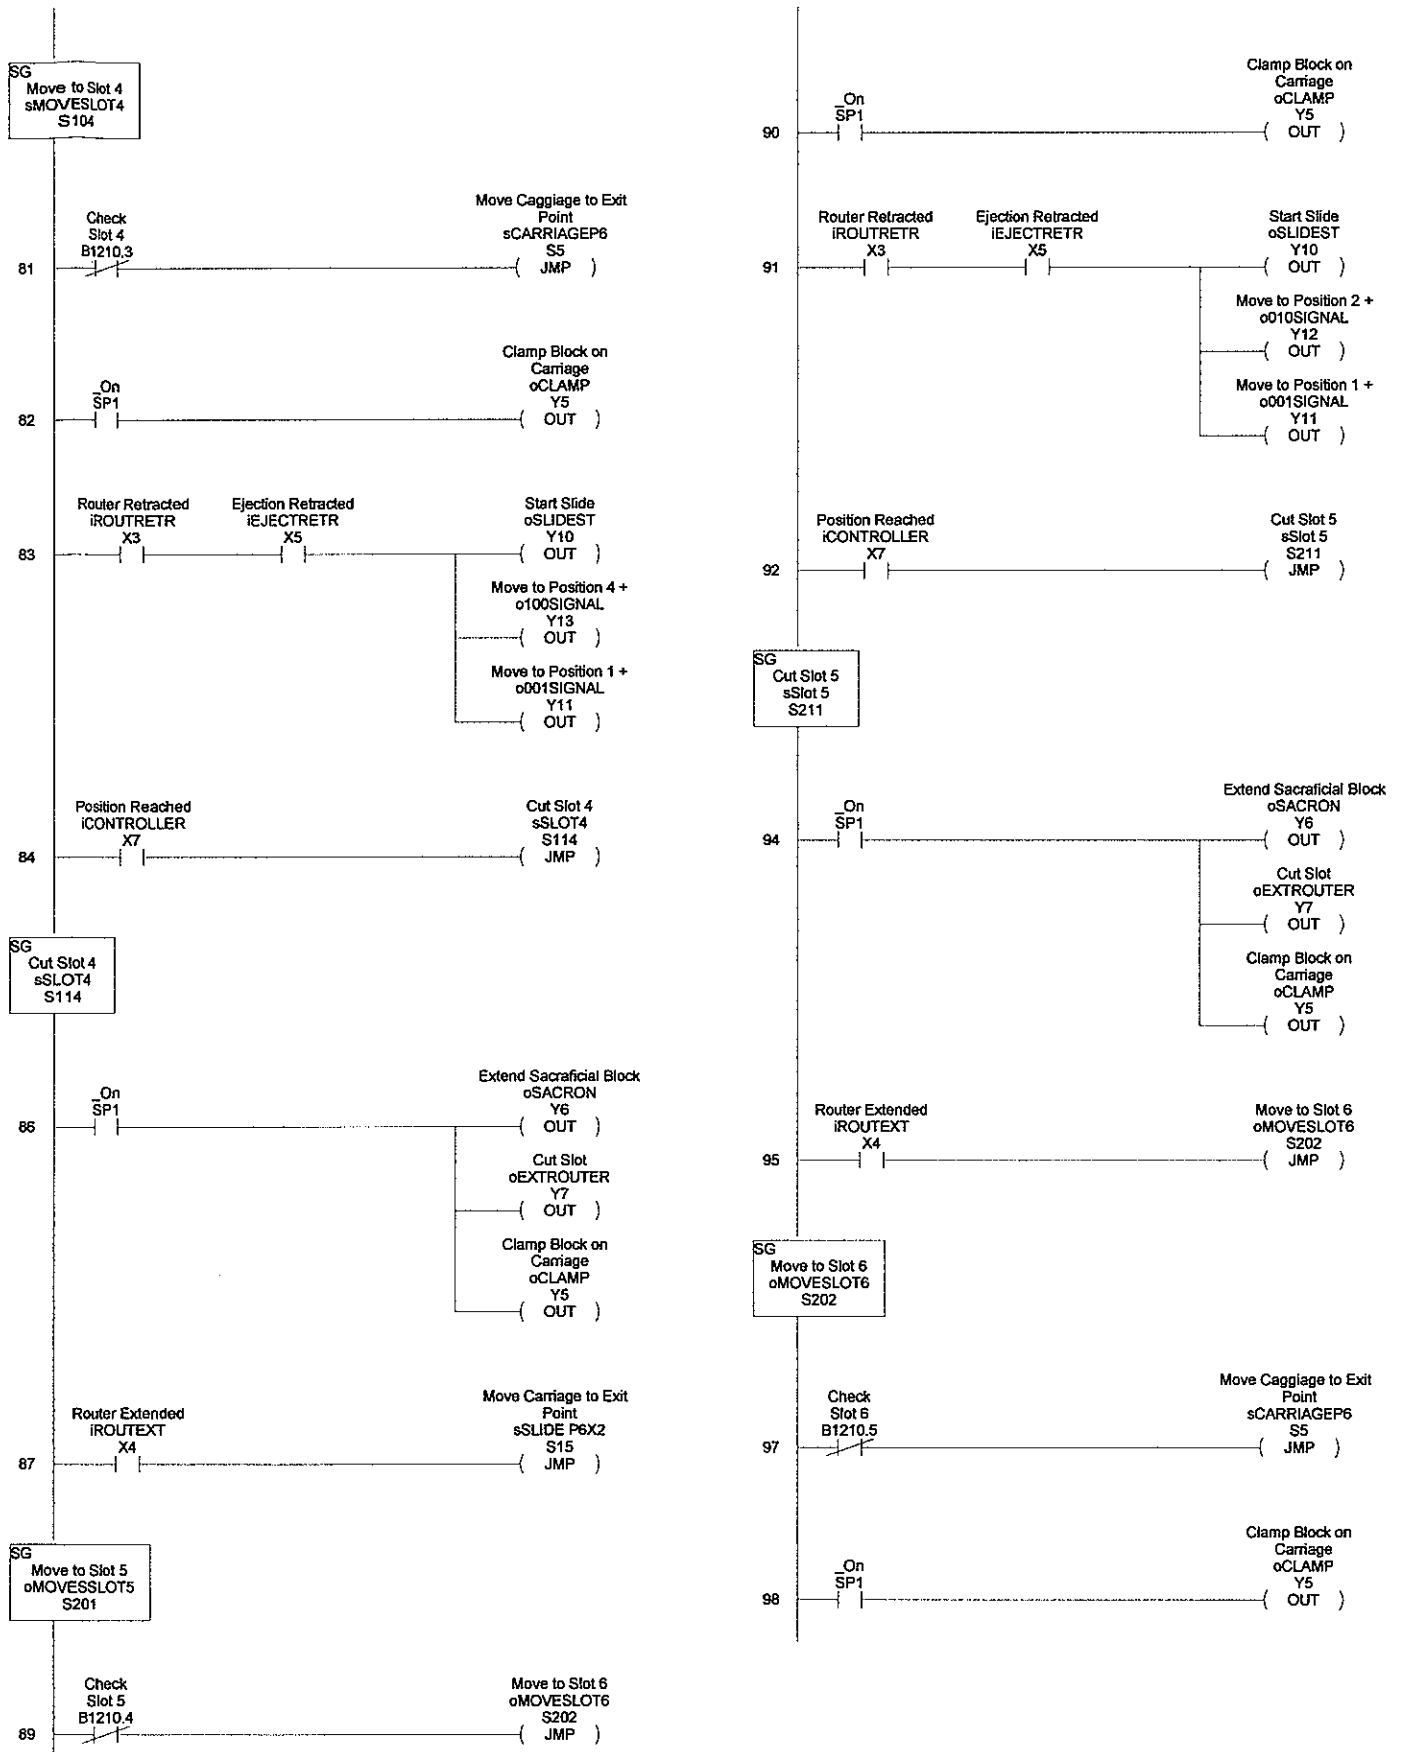 SG
Move to Slot 4
sMOVESLOT4
S104
Check
Slot 4
B1210.3
Move Caggiage to Exit
Point
sCARRIAGEP6
S5
81
JMP
Clamp Block on
Carriage
oCLAMP
_On
SP1
Y5
82
OUT
Router Retracted
iROUTRETR
X3
Ejection Retracted
iEJECTRETR
X5
Start Slide
oSLIDEST
Y10
83
OUT
Move to Position 4 +
o100SIGNAL
Y13
OUT
Move to Position 1 +
o001SIGNAL
Y11
OUT
Position Reached
iCONTROLLER
X7
Cut Slot 4
sSLOT4
S114
84
JMP
SG
Cut Slot 4
sSLOT4
S114
_On
SP1
Extend Sacraficial Block
oSACRON
Y6
86
OUT
Cut Slot
oEXTROUTER
Y7
OUT
Clamp Block on
Carriage
oCLAMP
Y5
OUT
Router Extended
iROUTEXT
X4
Move Carriage to Exit
Point
sSLIDE P6X2
S15
87
JMP
SG
Move to Slot 5
oMOVESSLOT5
S201
Check
Slot 5
B1210.4
Move to Slot 6
oMOVESLOT6
S202
89
JMP
Clamp Block on
Carriage
oCLAMP
_On
SP1
Y5
90
OUT
Router Retracted
iROUTRETR
X3
Ejection Retracted
iEJECTRETR
X5
Start Slide
oSLIDEST
Y10
91
OUT
Move to Position 2 +
o010SIGNAL
Y12
OUT
Move to Position 1 +
o001SIGNAL
Y11
OUT
Position Reached
iCONTROLLER
X7
Cut Slot 5
sSlot 5
S211
92
JMP
SG
Cut Slot 5
sSlot 5
S211
_On
SP1
Extend Sacraficial Block
oSACRON
Y6
94
OUT
Cut Slot
oEXTROUTER
Y7
OUT
Clamp Block on
Carriage
oCLAMP
Y5
OUT
Router Extended
iROUTEXT
X4
Move to Slot 6
oMOVESLOT6
S202
95
JMP
SG
Move to Slot 6
oMOVESLOT6
S202
Check
Slot 6
B1210.5
Move Caggiage to Exit
Point
sCARRIAGEP6
S5
97
JMP
Clamp Block on
Carriage
oCLAMP
_On
SP1
Y5
98
OUT